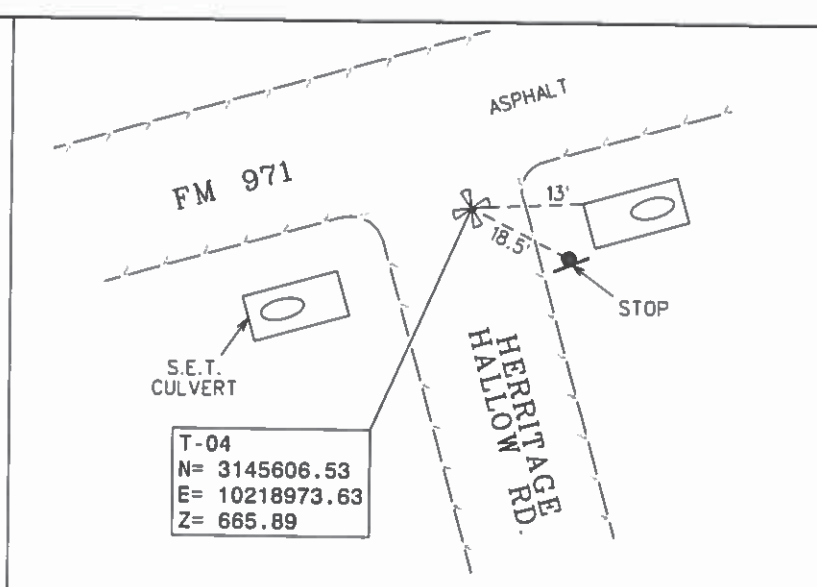 ASPHALT
FM 971
13'
18.5'
STOP
S.E.T.
CULVERT
HERRITAGE
HALLOW RD.
T-04
N= 3145606.53
E= 10218973.63
Z= 665.89